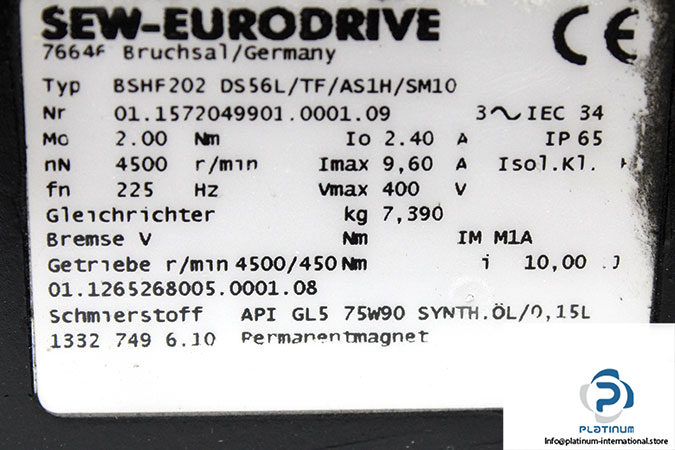 SEW-EURODRIVE
76646 Bruchsal/Germany
CE
Typ BSHF202 DS56L/TF/AS1H/SM10
Nr 01.1572049901.0001.09 3~ IEC 34
Mo 2.00 Nm Io 2.40 A IP 65
nN 4500 r/min Imax 9,60 A Isol.Kl.
fn 225 Hz Vmax 400 V
Gleichrichter kg 7,390
Bremse V Nm IM M1A
Getriebe r/min 4500/450 Nm i 10,00 :1
01.1265268005.0001.08
Schmierstoff API GL5 75W90 SYNTH.ÖL/0,15L
1332 749 6.10 Permanentmagnet
PLATINUM
Info@platinum-international.store